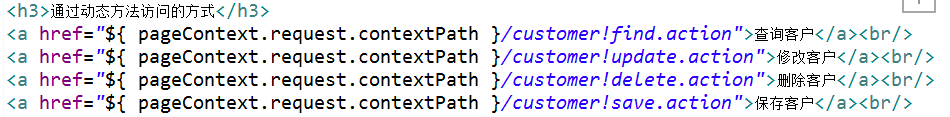 <h3>通过动态方法访问的方式</h3>
<a href="${ pageContext.request.contextPath }/customer!find.action">查询客户</a><br/>
<a href="${ pageContext.request.contextPath }/customer!update.action">修改客户</a><br/>
<a href="${ pageContext.request.contextPath }/customer!delete.action">删除客户</a><br/>
<a href="${ pageContext.request.contextPath }/customer!save.action">保存客户</a><br/>